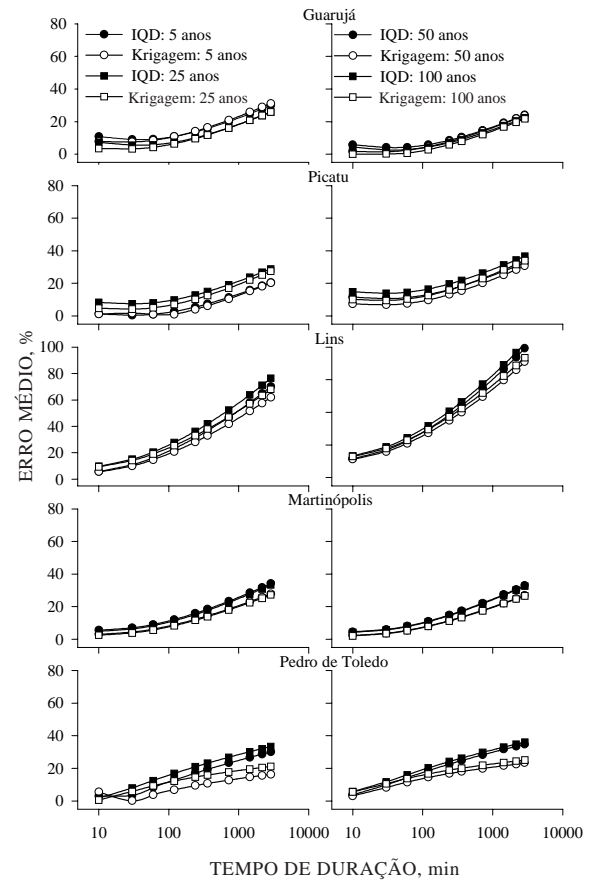 Guarujá
80
60
40
20
0
IQD: 5 anos
Krigagem: 5 anos
IQD: 25 anos
Krigagem: 25 anos
IQD: 50 anos
Krigagem: 50 anos
IQD: 100 anos
Krigagem: 100 anos
Picatu
80
60
40
20
0
Lins
100
80
60
40
20
0
Martinópolis
80
60
40
20
0
Pedro de Toledo
80
60
40
20
0
10 100 1000 10000
10 100 1000 10000
ERRO MÉDIO, %
TEMPO DE DURAÇÃO, min